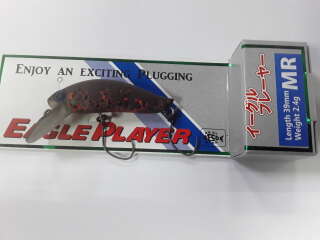 ENJOY AN EXCITING PLUGGING
EAGLE PLAYER
イーグル
プレーヤー
MR
Length 39mm
Weight 2.4g